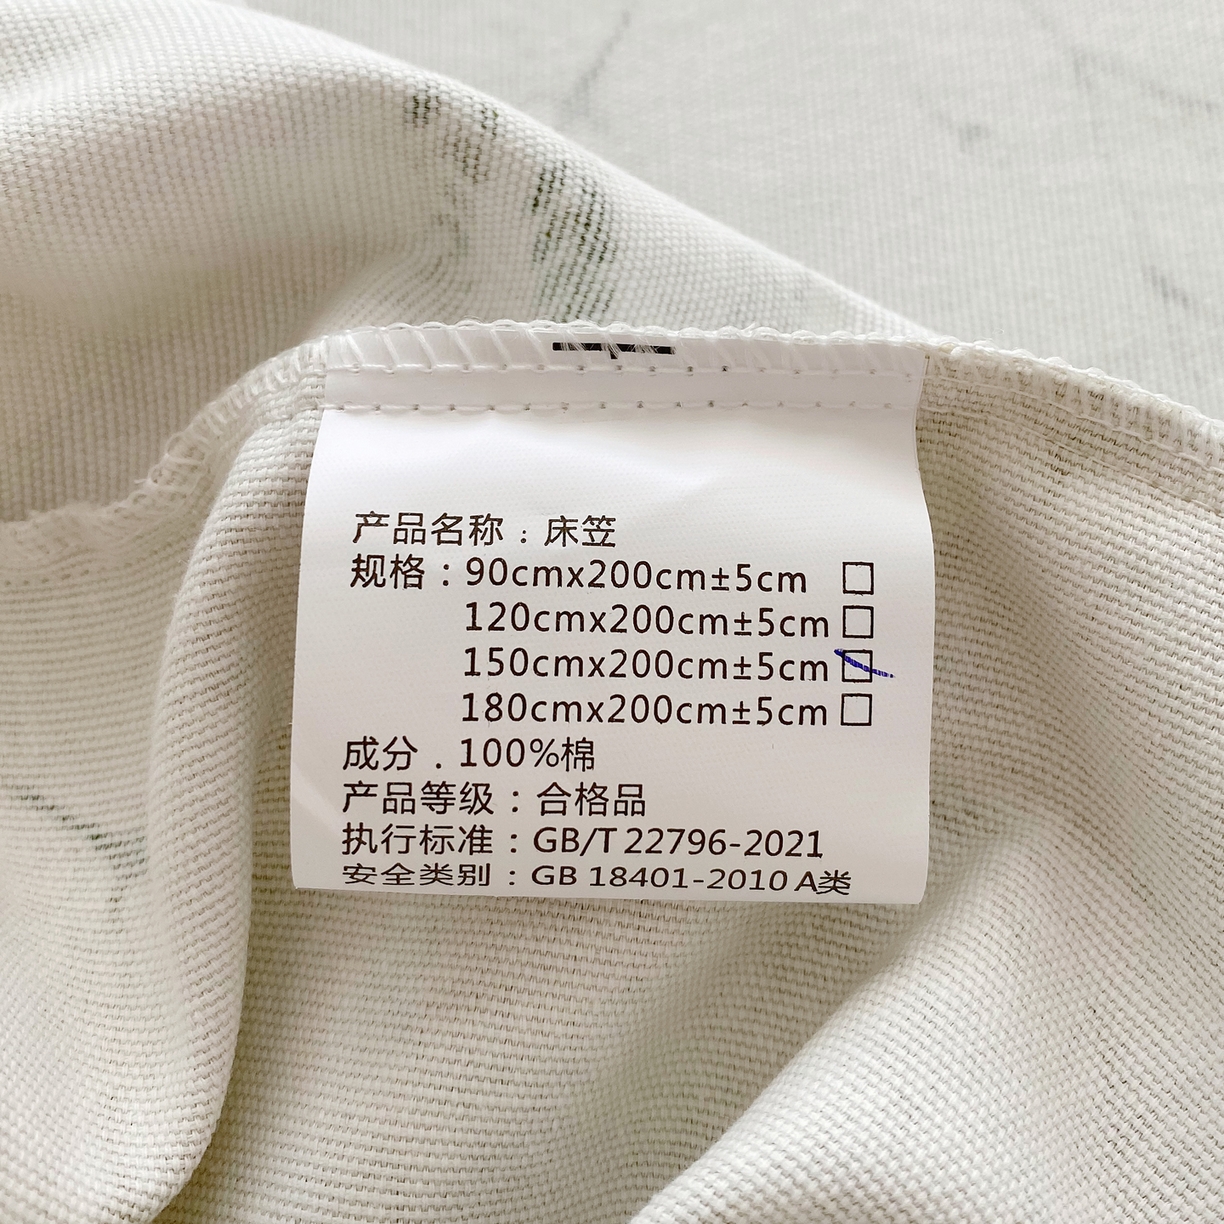 产品名称：床笠
规格：90cmx200cm±5cm □
120cmx200cm±5cm □
150cmx200cm±5cm ☑
180cmx200cm±5cm □
成分．100%棉
产品等级：合格品
执行标准：GB/T 22796-2021
安全类别：GB 18401-2010 A类